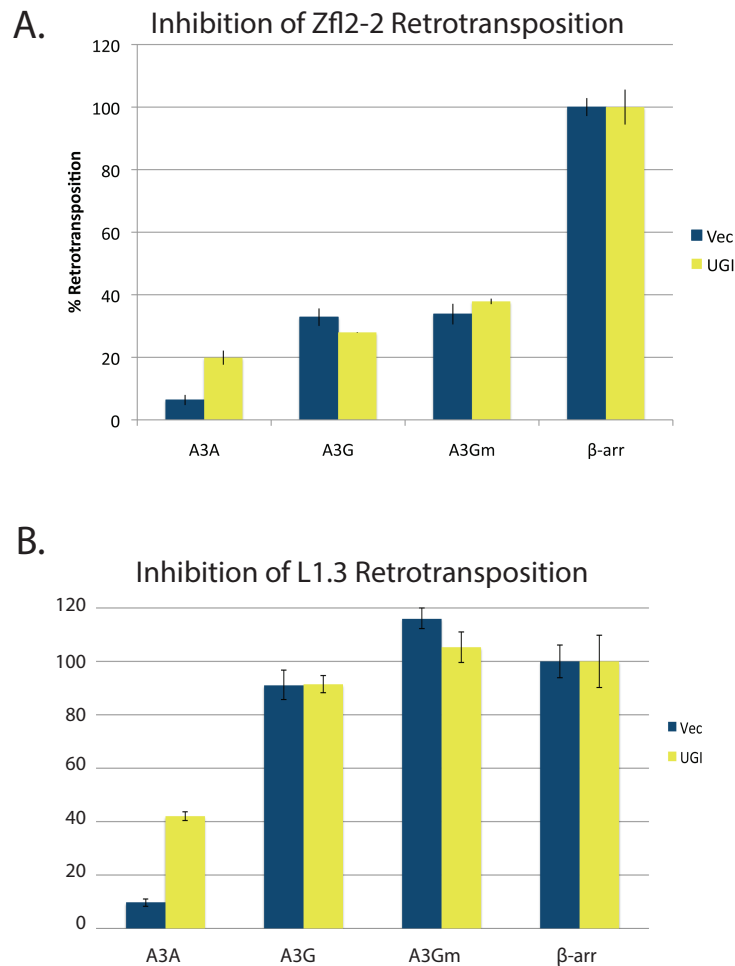 A.
Inhibition of Zfl2-2 Retrotransposition
% Retrotransposition
120
100
80
60
40
20
0
A3A A3G A3Gm β-arr
Vec
UGI
B.
Inhibition of L1.3 Retrotransposition
120
100
80
60
40
20
0
A3A A3G A3Gm β-arr
Vec
UGI